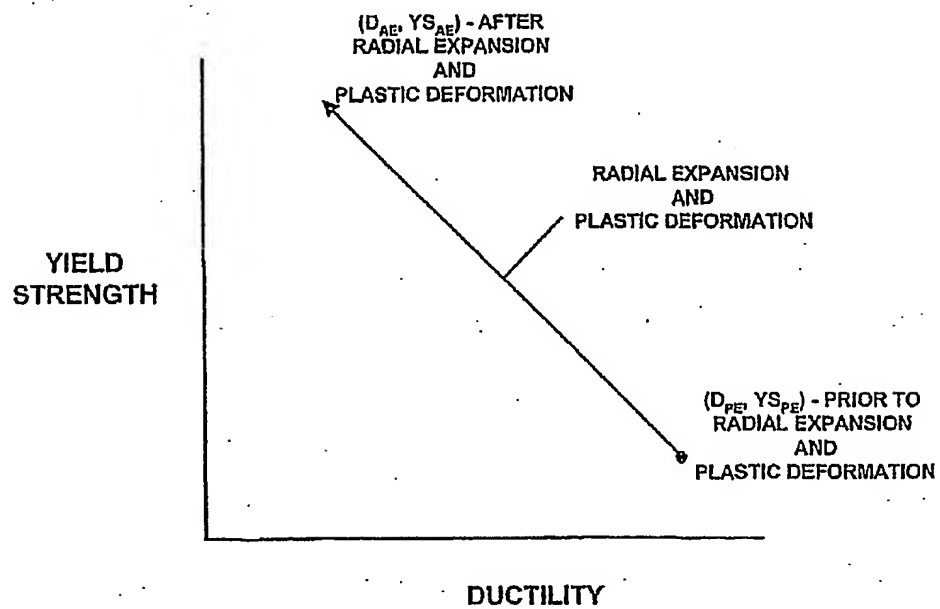 (D_AE, YS_AE) - AFTER
RADIAL EXPANSION
AND
PLASTIC DEFORMATION
RADIAL EXPANSION
AND
PLASTIC DEFORMATION
YIELD
STRENGTH
(D_PE, YS_PE) - PRIOR TO
RADIAL EXPANSION
AND
PLASTIC DEFORMATION
DUCTILITY